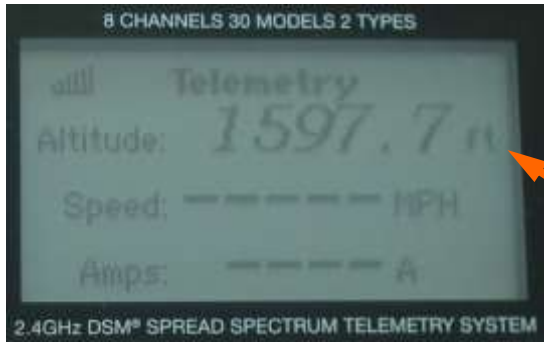 8 CHANNELS 30 MODELS 2 TYPES
Telemetry
Altitude: 1597.7 ft
Speed: ----- MPH
Amps: ---- A
2.4GHz DSM® SPREAD SPECTRUM TELEMETRY SYSTEM